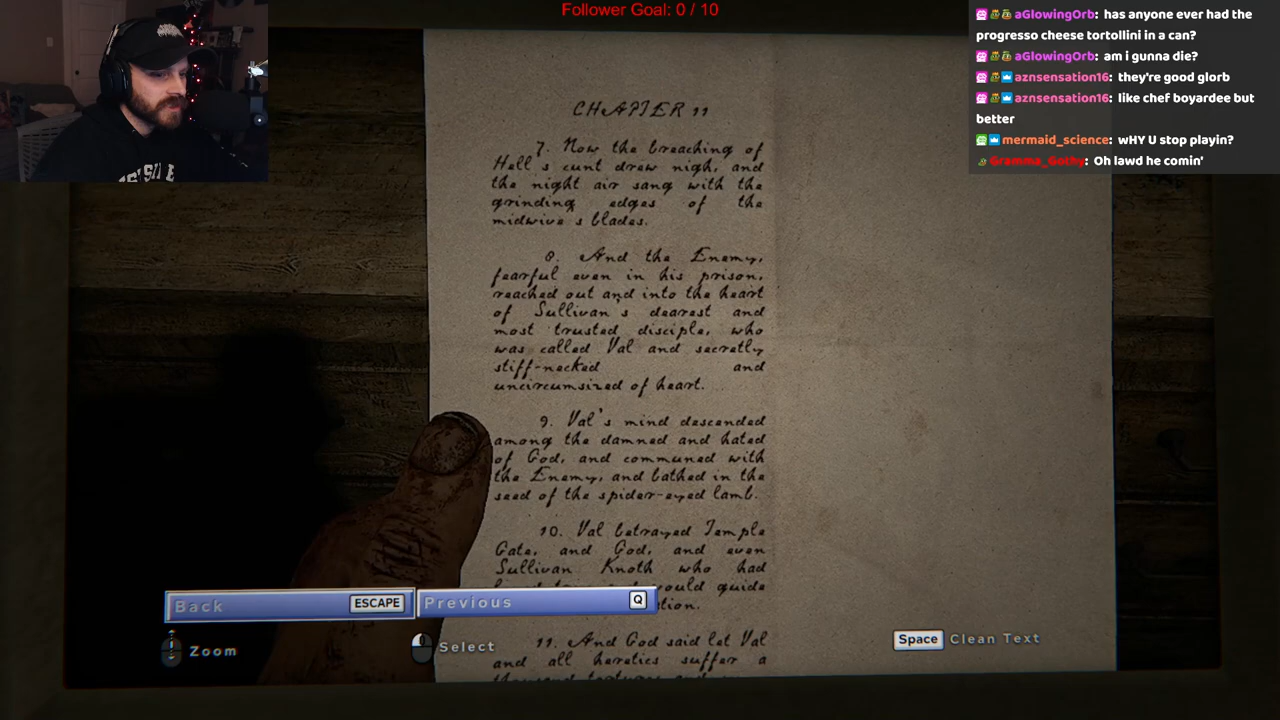 Follower Goal: 0 / 10
aGlowingOrb: has anyone ever had the
progresso cheese tortollini in a can?
aGlowingOrb: am i gunna die?
aznsensation16: they're good glorb
aznsensation16: like chef boyardee but
better
mermaid_science: wHY U stop playin?
Gramma_Gothy: Oh lawd he comin'
CHAPTER 11
7. Now the breaching of
Hell's cunt drew nigh, and
the night air sang with the
grinding edges of the
midwive's blades.
8. And the Enemy,
fearful even in his prison,
reached out and into the heart
of Sullivan's dearest and
most trusted disciple, who
was called Val and secretly
stiff-necked and
uncircumsized of heart.
9. Val's mind descended
among the damned and hated
of God, and communed with
the Enemy, and bathed in the
seed of the spider-eyed lamb.
10. Val betrayed Temple
Gate, and God, and even
Sullivan Knoth who had
would guide
11. And God said let Val
and all heretics suffer a
thousand tortures
Back ESCAPE
Previous Q
Zoom
Select
Space Clean Text